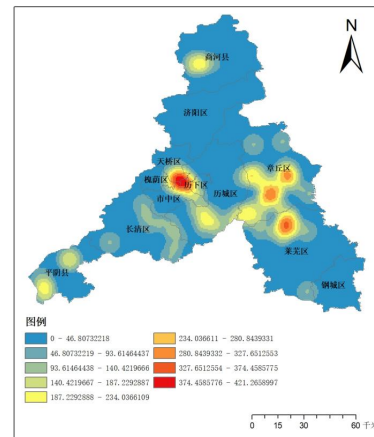 N
商河县
济阳区
天桥区
槐荫区
历下区
市中区
历城区
章丘区
长清区
莱芜区
平阴县
钢城区
图例
0 - 46.80732218
46.80732219 - 93.61464437
93.61464438 - 140.4219666
140.4219667 - 187.2292887
187.2292888 - 234.0366109
234.036611 - 280.8439331
280.8439332 - 327.6512553
327.6512554 - 374.4585775
374.4585776 - 421.2658997
0 15 30 60 千米